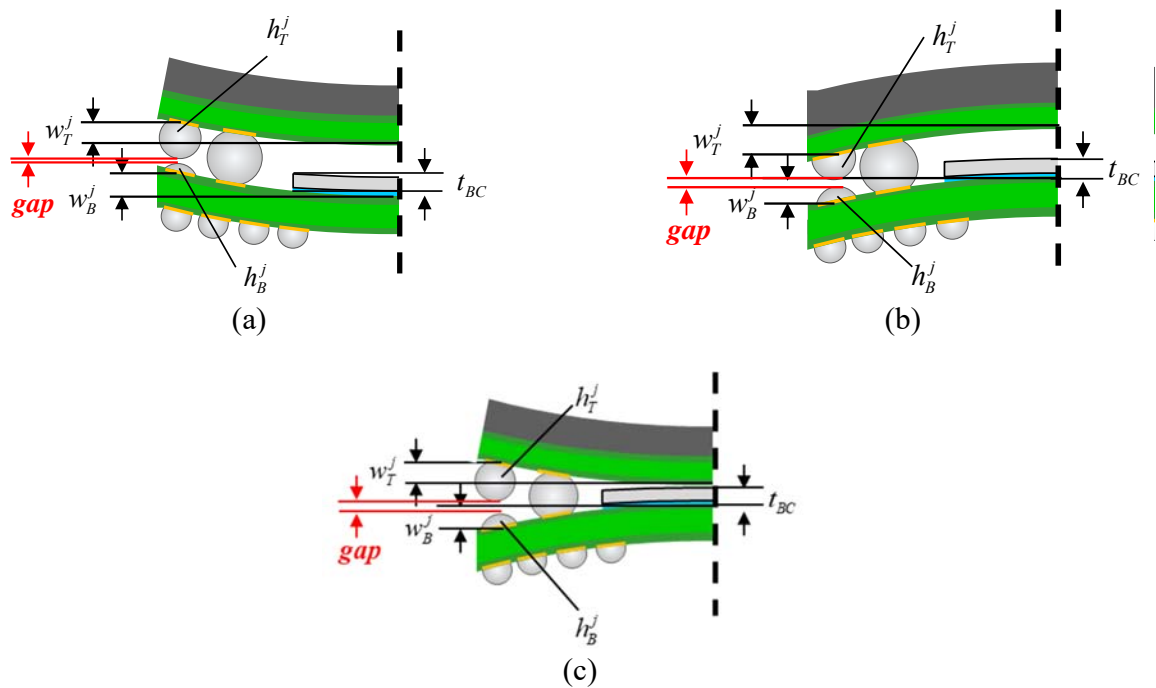 h_T^j
w_T^j
gap
w_B^j
t_BC
h_B^j
(a)
h_T^j
w_T^j
gap
w_B^j
t_BC
h_B^j
(b)
h_T^j
w_T^j
gap
w_B^j
t_BC
h_B^j
(c)